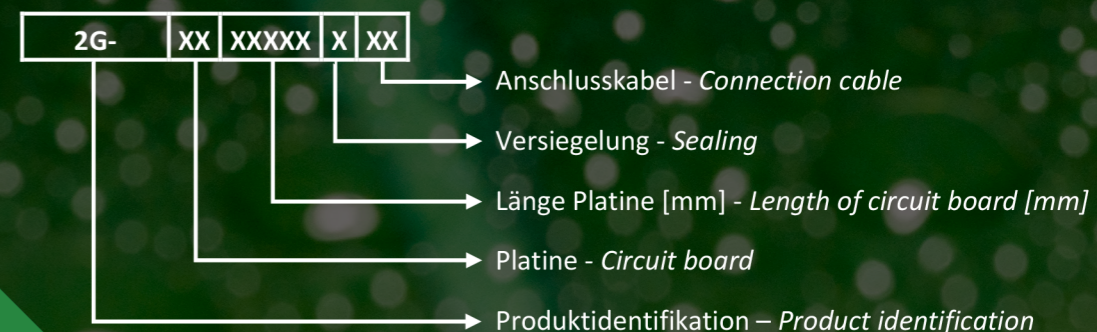 2G- XX XXXXX X XX
Anschlusskabel - Connection cable
Versiegelung - Sealing
Länge Platine [mm] - Length of circuit board [mm]
Platine - Circuit board
Produktidentifikation – Product identification